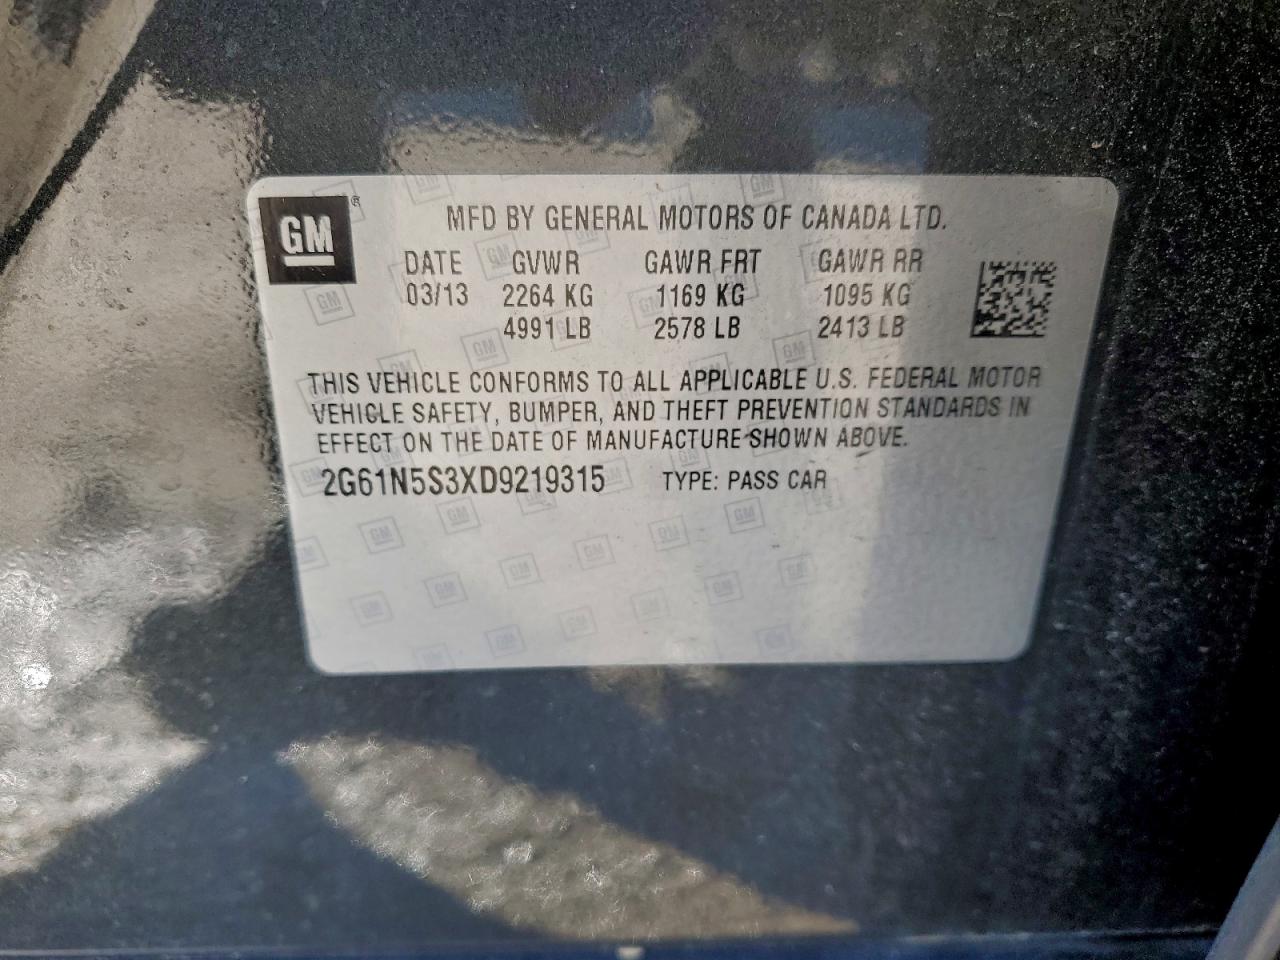 GM ®
MFD BY GENERAL MOTORS OF CANADA LTD.
DATE GVWR GAWR FRT GAWR RR
03/13 2264 KG 1169 KG 1095 KG
4991 LB 2578 LB 2413 LB
THIS VEHICLE CONFORMS TO ALL APPLICABLE U.S. FEDERAL MOTOR
VEHICLE SAFETY, BUMPER, AND THEFT PREVENTION STANDARDS IN
EFFECT ON THE DATE OF MANUFACTURE SHOWN ABOVE.
2G61N5S3XD9219315 TYPE: PASS CAR